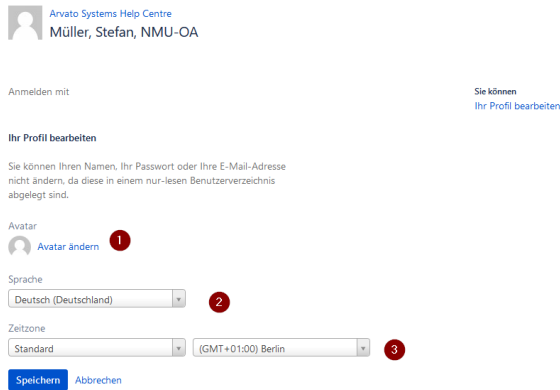 Arvato Systems Help Centre
Müller, Stefan, NMU-OA
Anmelden mit
Sie können
Ihr Profil bearbeiten
Ihr Profil bearbeiten
Sie können Ihren Namen, Ihr Passwort oder Ihre E-Mail-Adresse
nicht ändern, da diese in einem nur-lesen Benutzerverzeichnis
abgelegt sind.
Avatar
Avatar ändern 1
Sprache
Deutsch (Deutschland) 2
Zeitzone
Standard (GMT+01:00) Berlin 3
Speichern Abbrechen